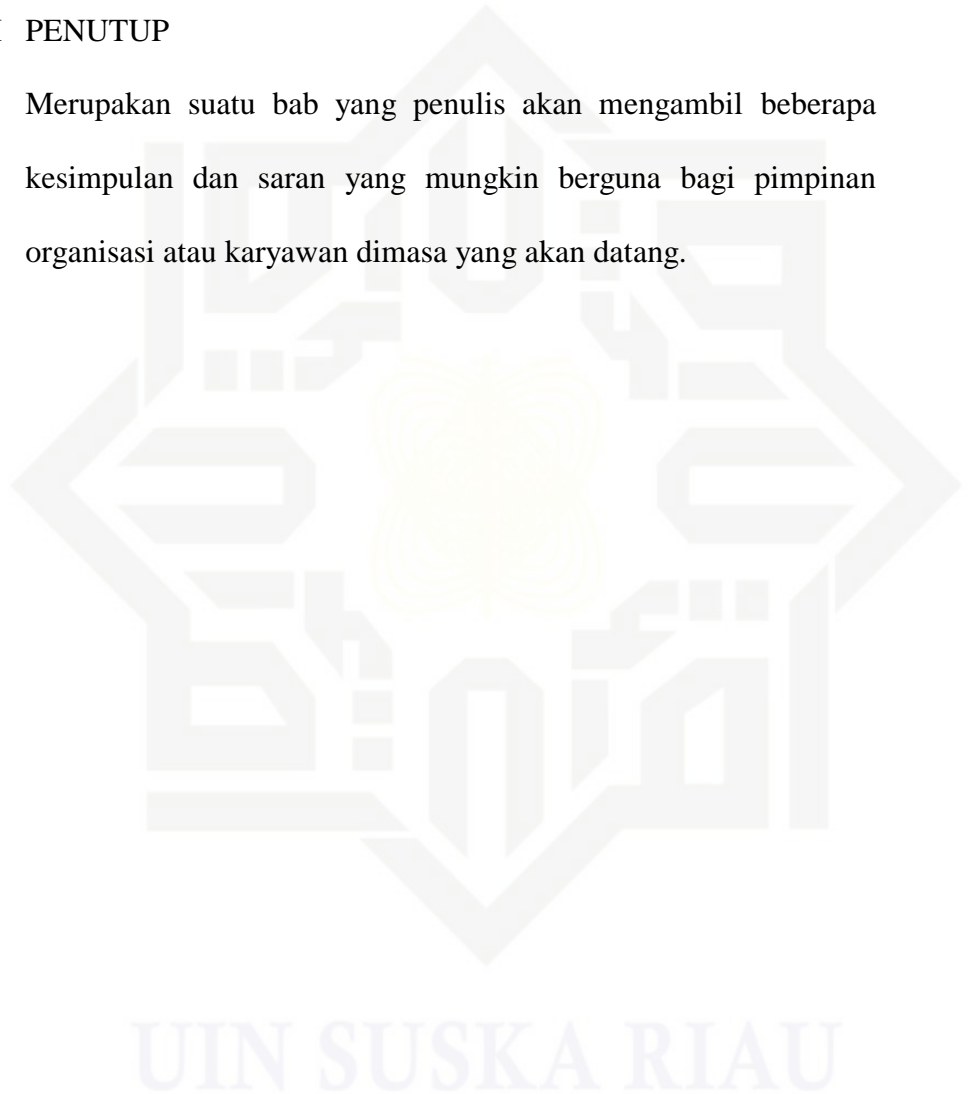 PENUTUP
Merupakan suatu bab yang penulis akan mengambil beberapa
kesimpulan dan saran yang mungkin berguna bagi pimpinan
organisasi atau karyawan dimasa yang akan datang.
UIN SUSKA RIAU